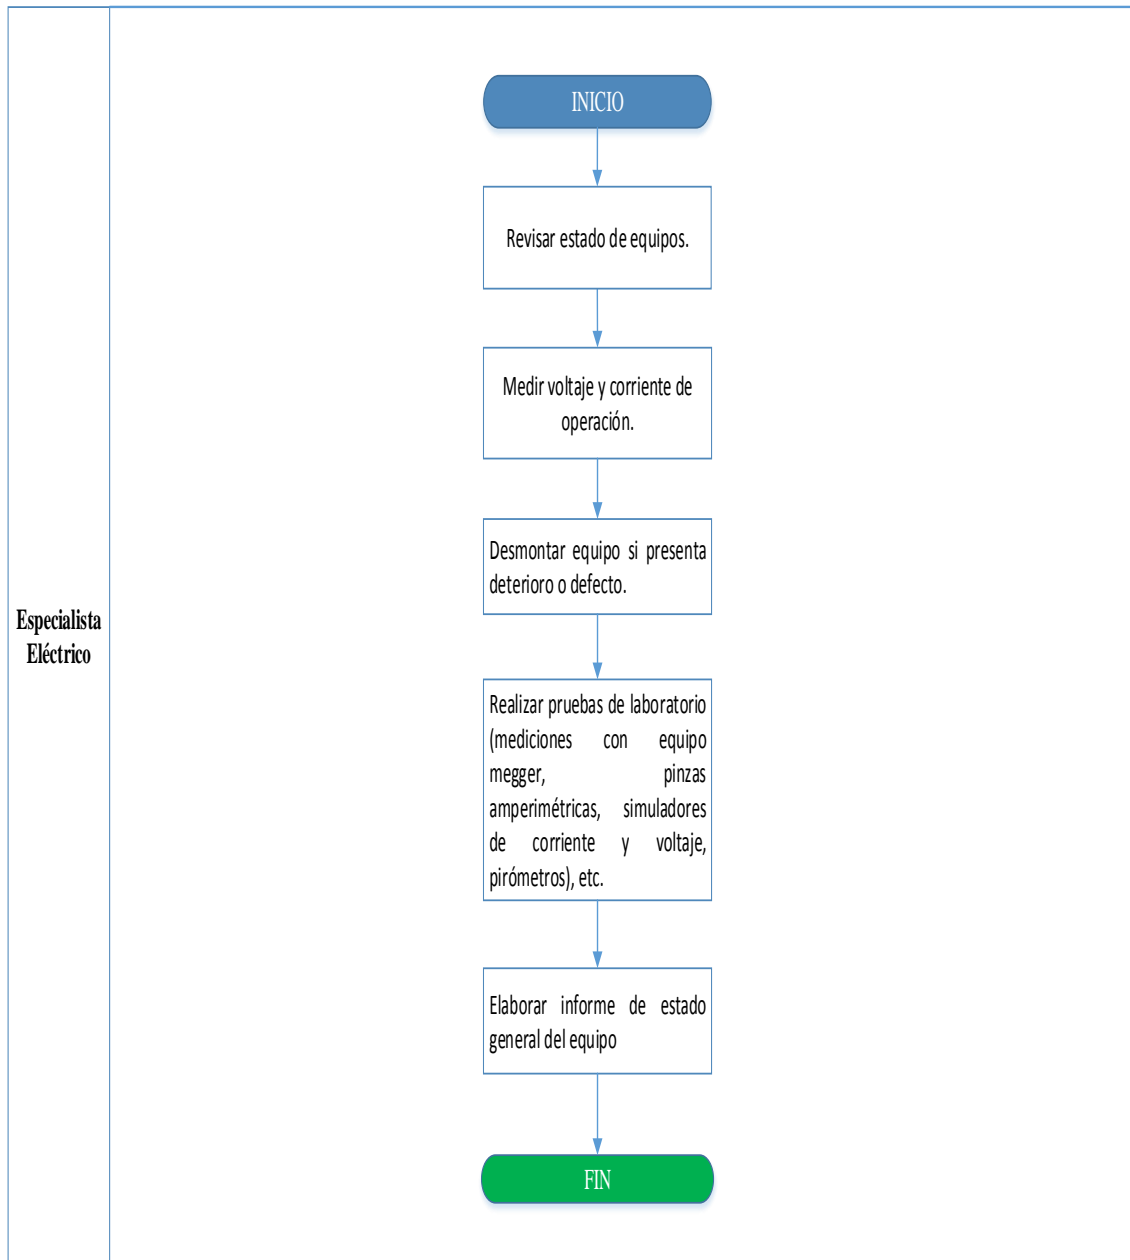 INICIO
Revisar estado de equipos.
Medir voltaje y corriente de
operación.
Desmontar equipo si presenta
deterioro o defecto.
Especialista
Eléctrico
Realizar pruebas de laboratorio
(mediciones con equipo
megger, pinzas
amperimétricas, simuladores
de corriente y voltaje,
pirómetros), etc.
Elaborar informe de estado
general del equipo
FIN